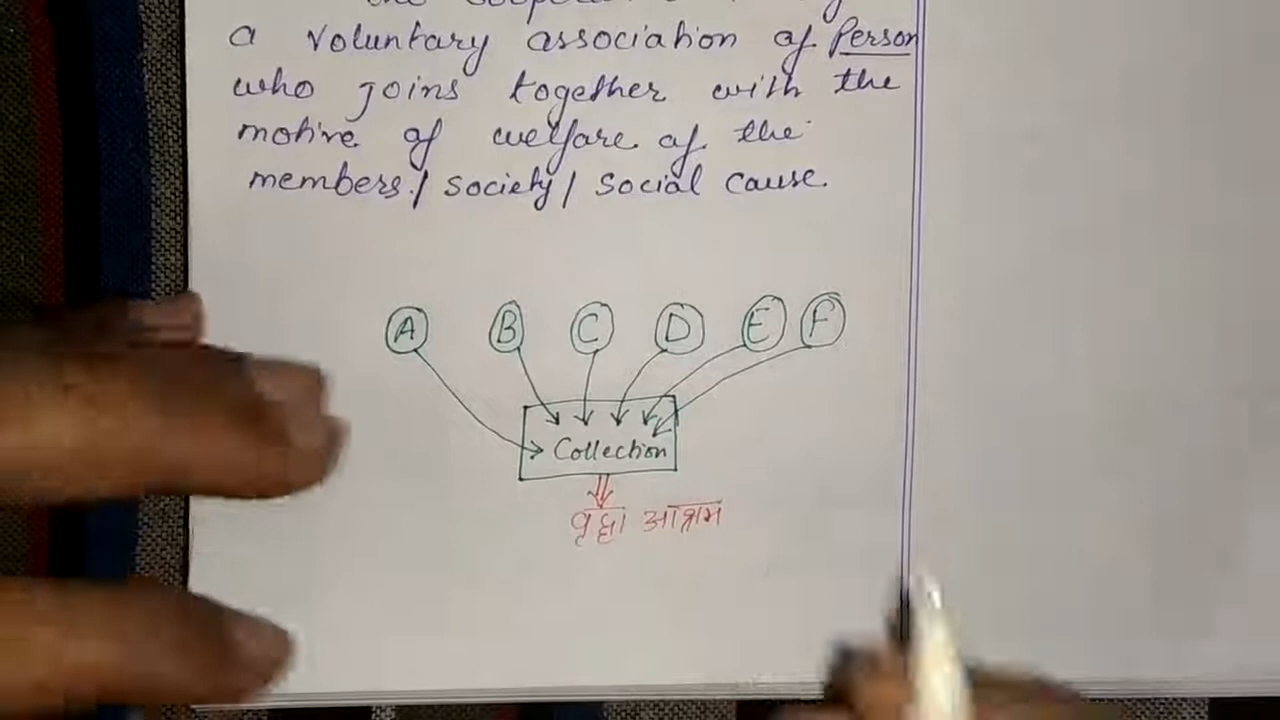 a voluntary association of Person
who joins together with the
motive of welfare of the
members / society / social cause.
A B C D E F
Collection
वृद्धा आश्रम